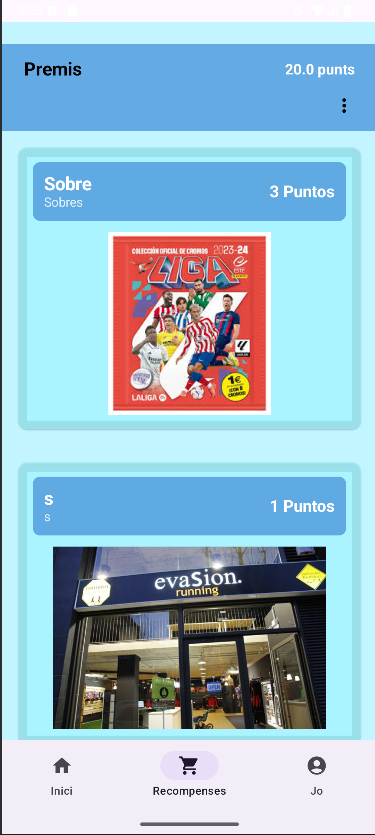 Premis
20.0 punts
Sobre
Sobres
3 Puntos
COLECCIÓN OFICIAL DE CROMOS 2023-24
LIGA
ESTE
1€
LALIGA
s
s
1 Puntos
evasion.
running
OPEN
Inici
Recompenses
Jo